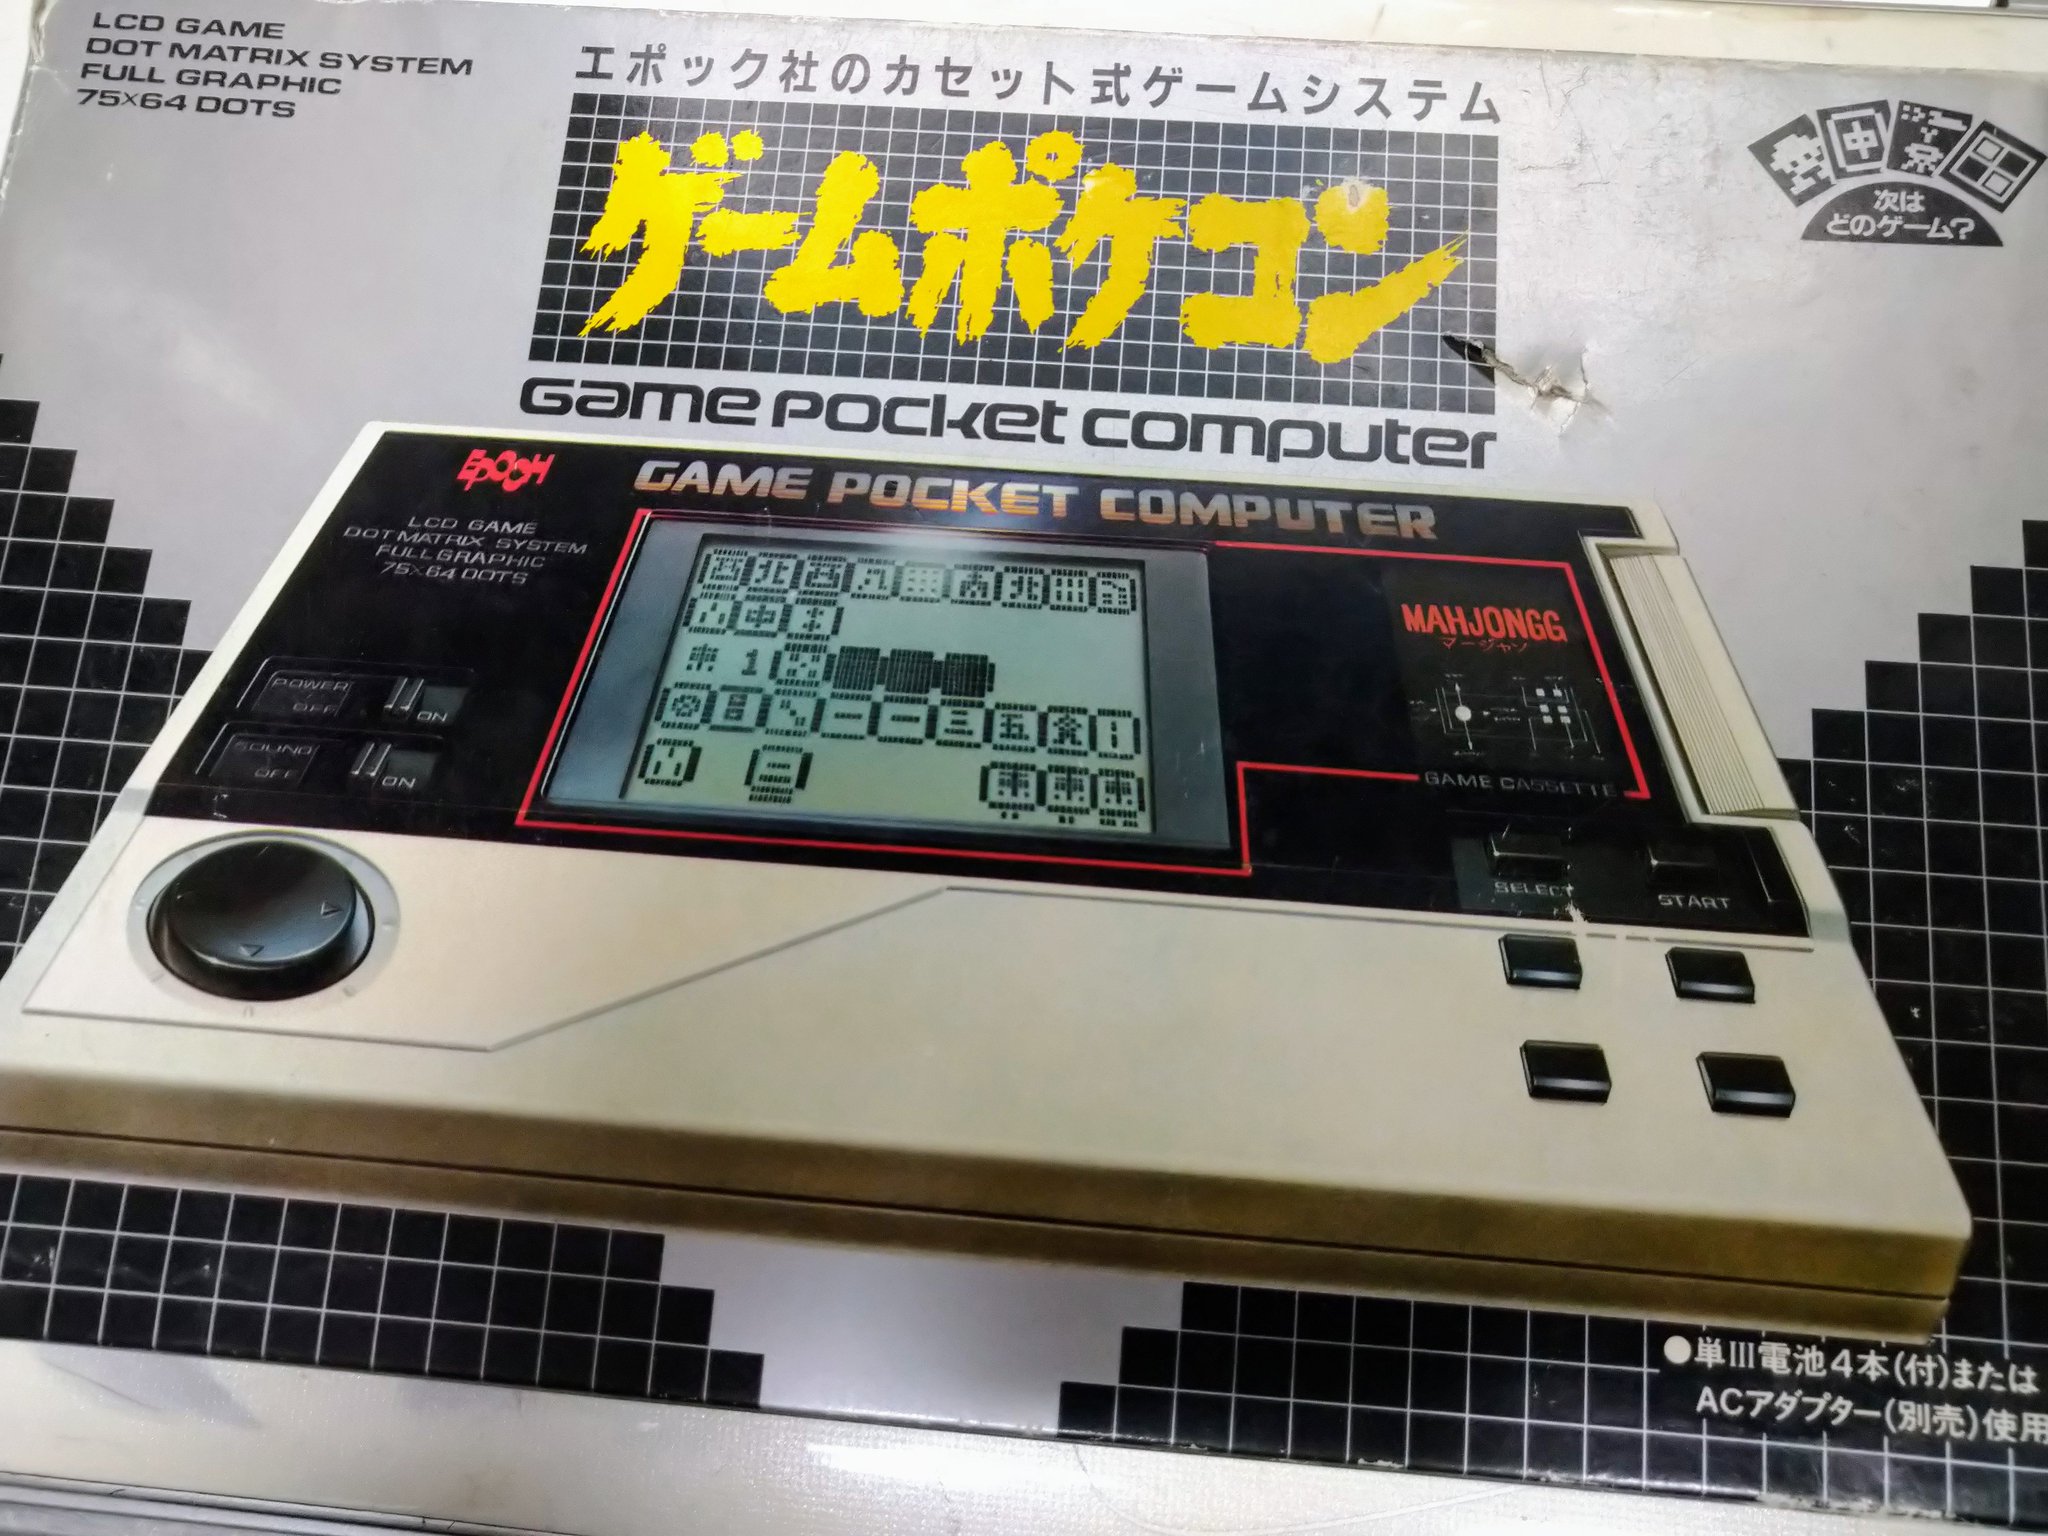 LCD GAME
DOT MATRIX SYSTEM
FULL GRAPHIC
75×64 DOTS
エポック社のカセット式ゲームシステム
ゲームポケコン
Game Pocket Computer
次は
どのゲーム?
EPOCH
GAME POCKET COMPUTER
LCD GAME
DOT MATRIX SYSTEM
FULL GRAPHIC
75×64 DOTS
POWER
OFF
ON
SOUND
OFF
ON
MAHJONGG
マージャン
GAME CASSETTE
SELECT
START
●単III電池4本(付)または
ACアダプター(別売)使用